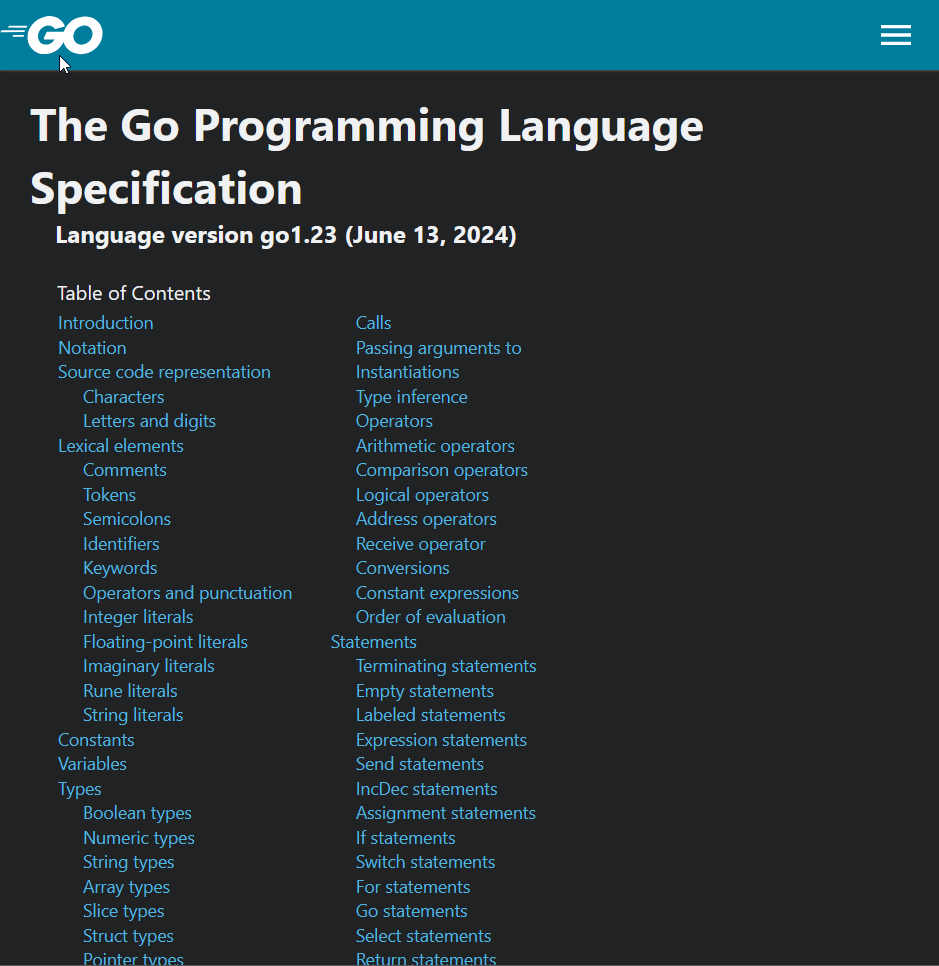 GO
The Go Programming Language
Specification
Language version go1.23 (June 13, 2024)
Table of Contents
Introduction
Notation
Source code representation
Characters
Letters and digits
Lexical elements
Comments
Tokens
Semicolons
Identifiers
Keywords
Operators and punctuation
Integer literals
Floating-point literals
Imaginary literals
Rune literals
String literals
Constants
Variables
Types
Boolean types
Numeric types
String types
Array types
Slice types
Struct types
Pointer types
Calls
Passing arguments to
Instantiations
Type inference
Operators
Arithmetic operators
Comparison operators
Logical operators
Address operators
Receive operator
Conversions
Constant expressions
Order of evaluation
Statements
Terminating statements
Empty statements
Labeled statements
Expression statements
Send statements
IncDec statements
Assignment statements
If statements
Switch statements
For statements
Go statements
Select statements
Return statements